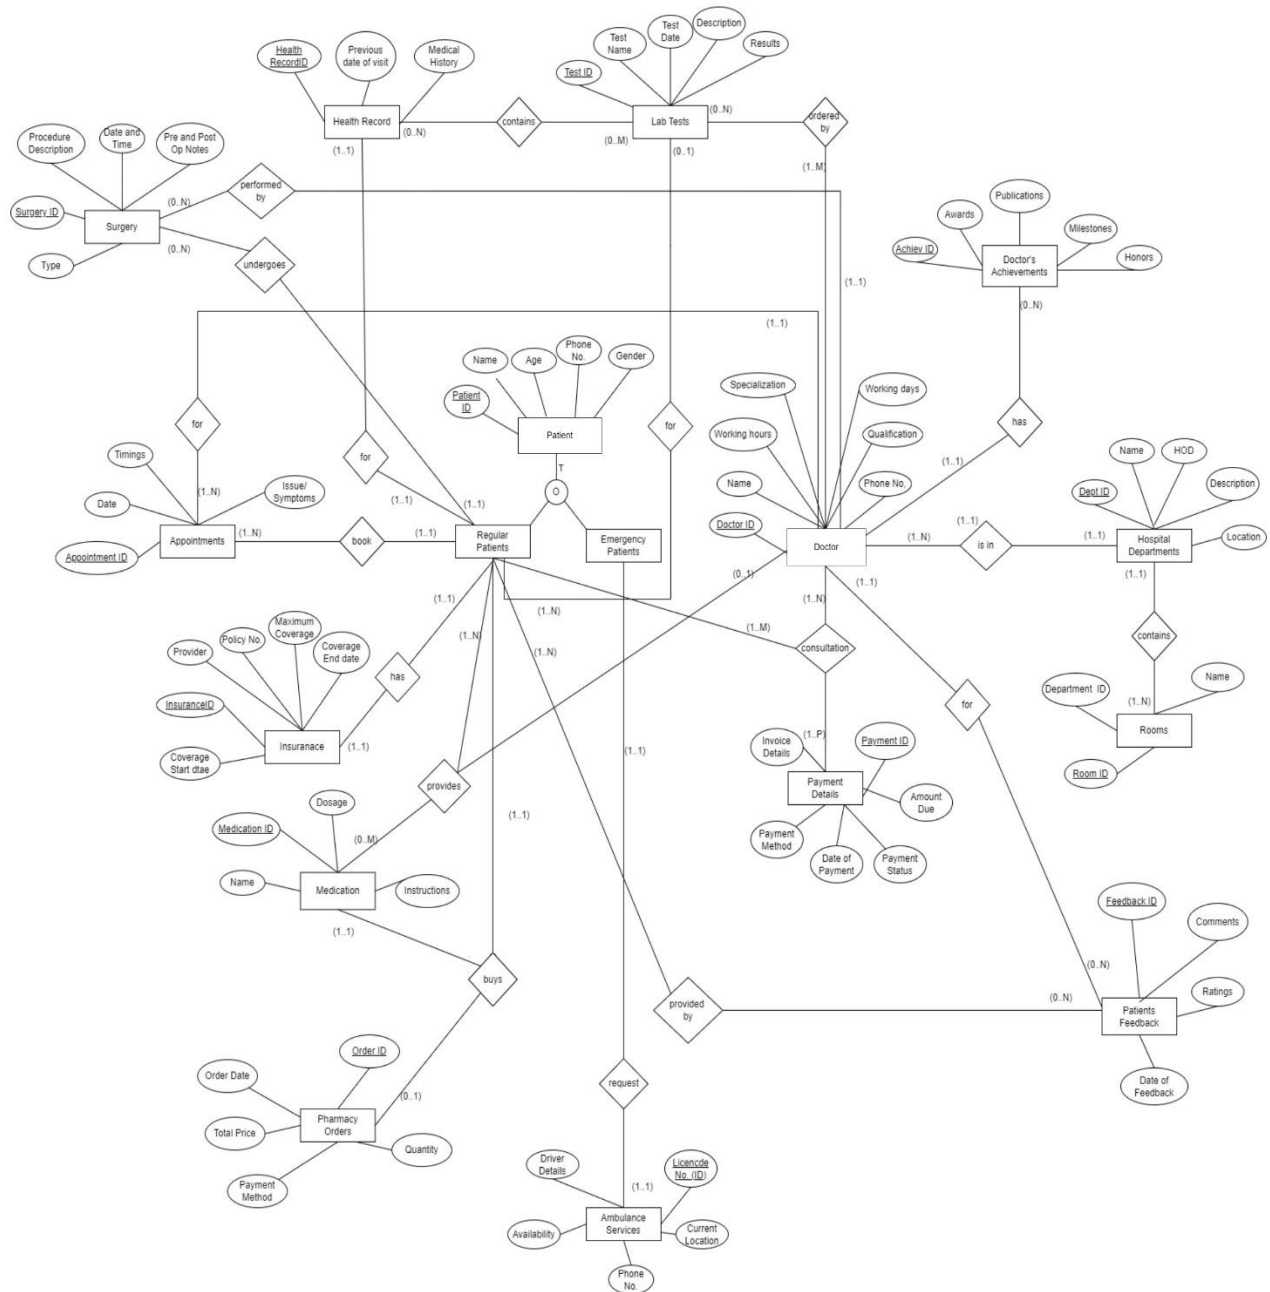 Test
Date
Description
Test
Name
Results
Health
RecordID
Previous
date of visit
Medical
History
Test ID
Health Record
(0..N)
contains
(0..M)
Lab Tests
(0..N)
ordered
by
(1..1)
(0..1)
(1..M)
Procedure
Description
Date and
Time
Pre and Post
Op Notes
Surgery ID
Surgery
Type
(0..N)
performed
by
(0..N)
undergoes
(1..1)
Publications
Awards
Milestones
Achiev ID
Doctor's
Achievements
Honors
(0..N)
(1..1)
Name
Age
Phone
No.
Gender
Patient
ID
Patient
T
O
for
for
for
Specialization
Working days
Working hours
Qualification
Name
Phone No,
Doctor ID
Doctor
has
(1..1)
Timings
Date
Issue/
Symptoms
Appointment ID
(1..N)
Appointments
(1..N)
book
(1..1)
(1..1)
(1..1)
Regular
Patients
Emergency
Patients
(0..1)
(1..N)
(1..N)
(1..1)
is in
(1..1)
Name
HOD
Dept ID
Description
Hospital
Departments
Location
(1..1)
contains
(1..N)
Department  ID
Name
Rooms
Room ID
(1..1)
(1..N)
(1..N)
(1..M)
(1..N)
(1..1)
consultation
for
Provider
Policy No.
Maximum
Coverage
Coverage
End date
InsuranceID
Insuranace
Coverage
Start dtae
has
(1..1)
(1..1)
provides
(1..P)
Invoice
Details
Payment ID
Payment
Details
Amount
Due
Payment
Method
Date of
Payment
Payment
Status
Dosage
Medication ID
(0..M)
Name
Medication
Instructions
(1..1)
(1..1)
buys
provided
by
(0..N)
(0..N)
Feedback ID
Comments
Ratings
Patients
Feedback
Date of
Feedback
Order ID
Order Date
(0..1)
Pharmacy
Orders
Total Price
Quantity
Payment
Method
request
Driver
Details
Licencde
No. (ID)
(1..1)
Ambulance
Services
Availability
Current
Location
Phone
No.